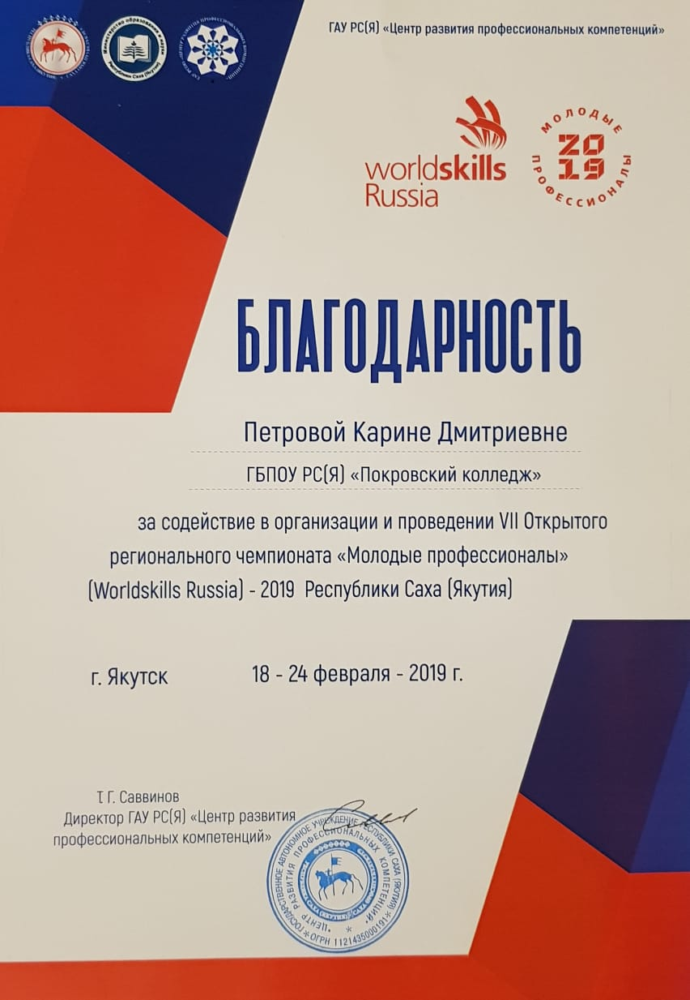 ГАУ РС(Я) «Центр развития профессиональных компетенций»
Министерство образования и науки
Республики Саха (Якутия)
worldskills
Russia
МОЛОДЫЕ
2019
ПРОФЕССИОНАЛЫ
БЛАГОДАРНОСТЬ
Петровой Карине Дмитриевне
ГБПОУ РС(Я) «Покровский колледж»
за содействие в организации и проведении VII Открытого
регионального чемпионата «Молодые профессионалы»
(Worldskills Russia) - 2019 Республики Саха (Якутия)
г. Якутск 18 - 24 февраля - 2019 г.
Т. Г. Саввинов
Директор ГАУ РС(Я) «Центр развития
профессиональных компетенций»
ГОСУДАРСТВЕННОЕ АВТОНОМНОЕ УЧРЕЖДЕНИЕ РЕСПУБЛИКИ САХА (ЯКУТИЯ)
"ЦЕНТР РАЗВИТИЯ ПРОФЕССИОНАЛЬНЫХ КОМПЕТЕНЦИЙ"
ОГРН 1121435000191